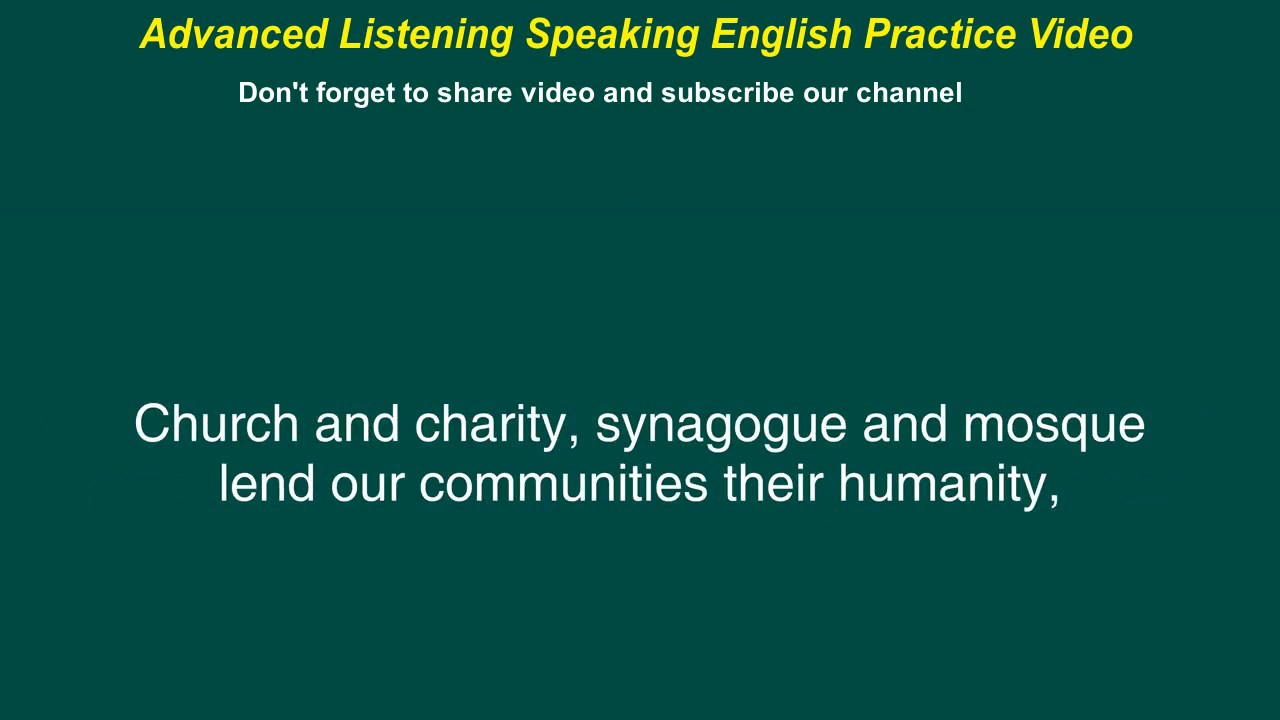 Advanced Listening Speaking English Practice Video
Don't forget to share video and subscribe our channel
Church and charity, synagogue and mosque
lend our communities their humanity,